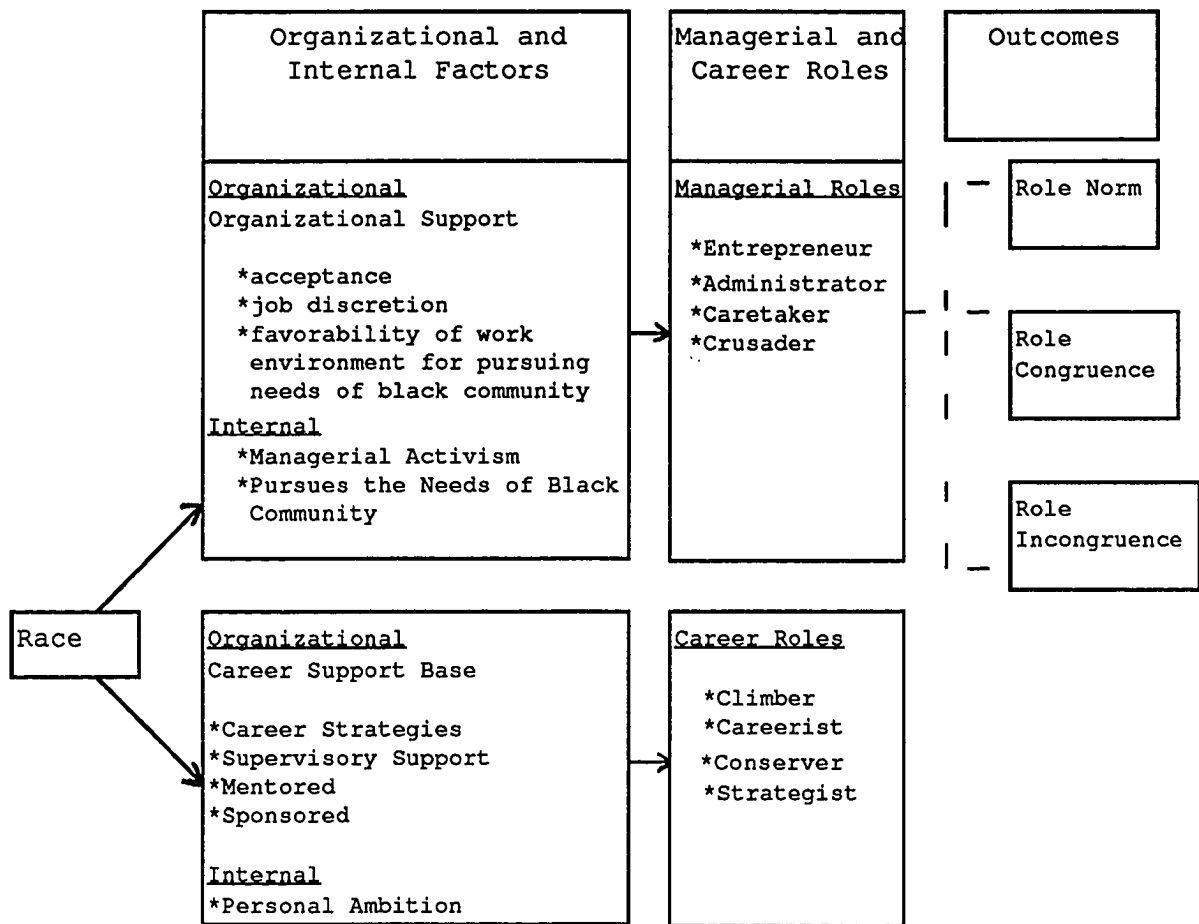 Organizational and
Internal Factors
Managerial and
Career Roles
Outcomes
Organizational
Organizational Support
*acceptance
*job discretion
*favorability of work
environment for pursuing
needs of black community
Internal
*Managerial Activism
*Pursues the Needs of Black
Community
Managerial Roles
*Entrepreneur
*Administrator
*Caretaker
*Crusader
Role Norm
Role
Congruence
Role
Incongruence
Race
Organizational
Career Support Base
*Career Strategies
*Supervisory Support
*Mentored
*Sponsored
Internal
*Personal Ambition
Career Roles
*Climber
*Careerist
*Conserver
*Strategist